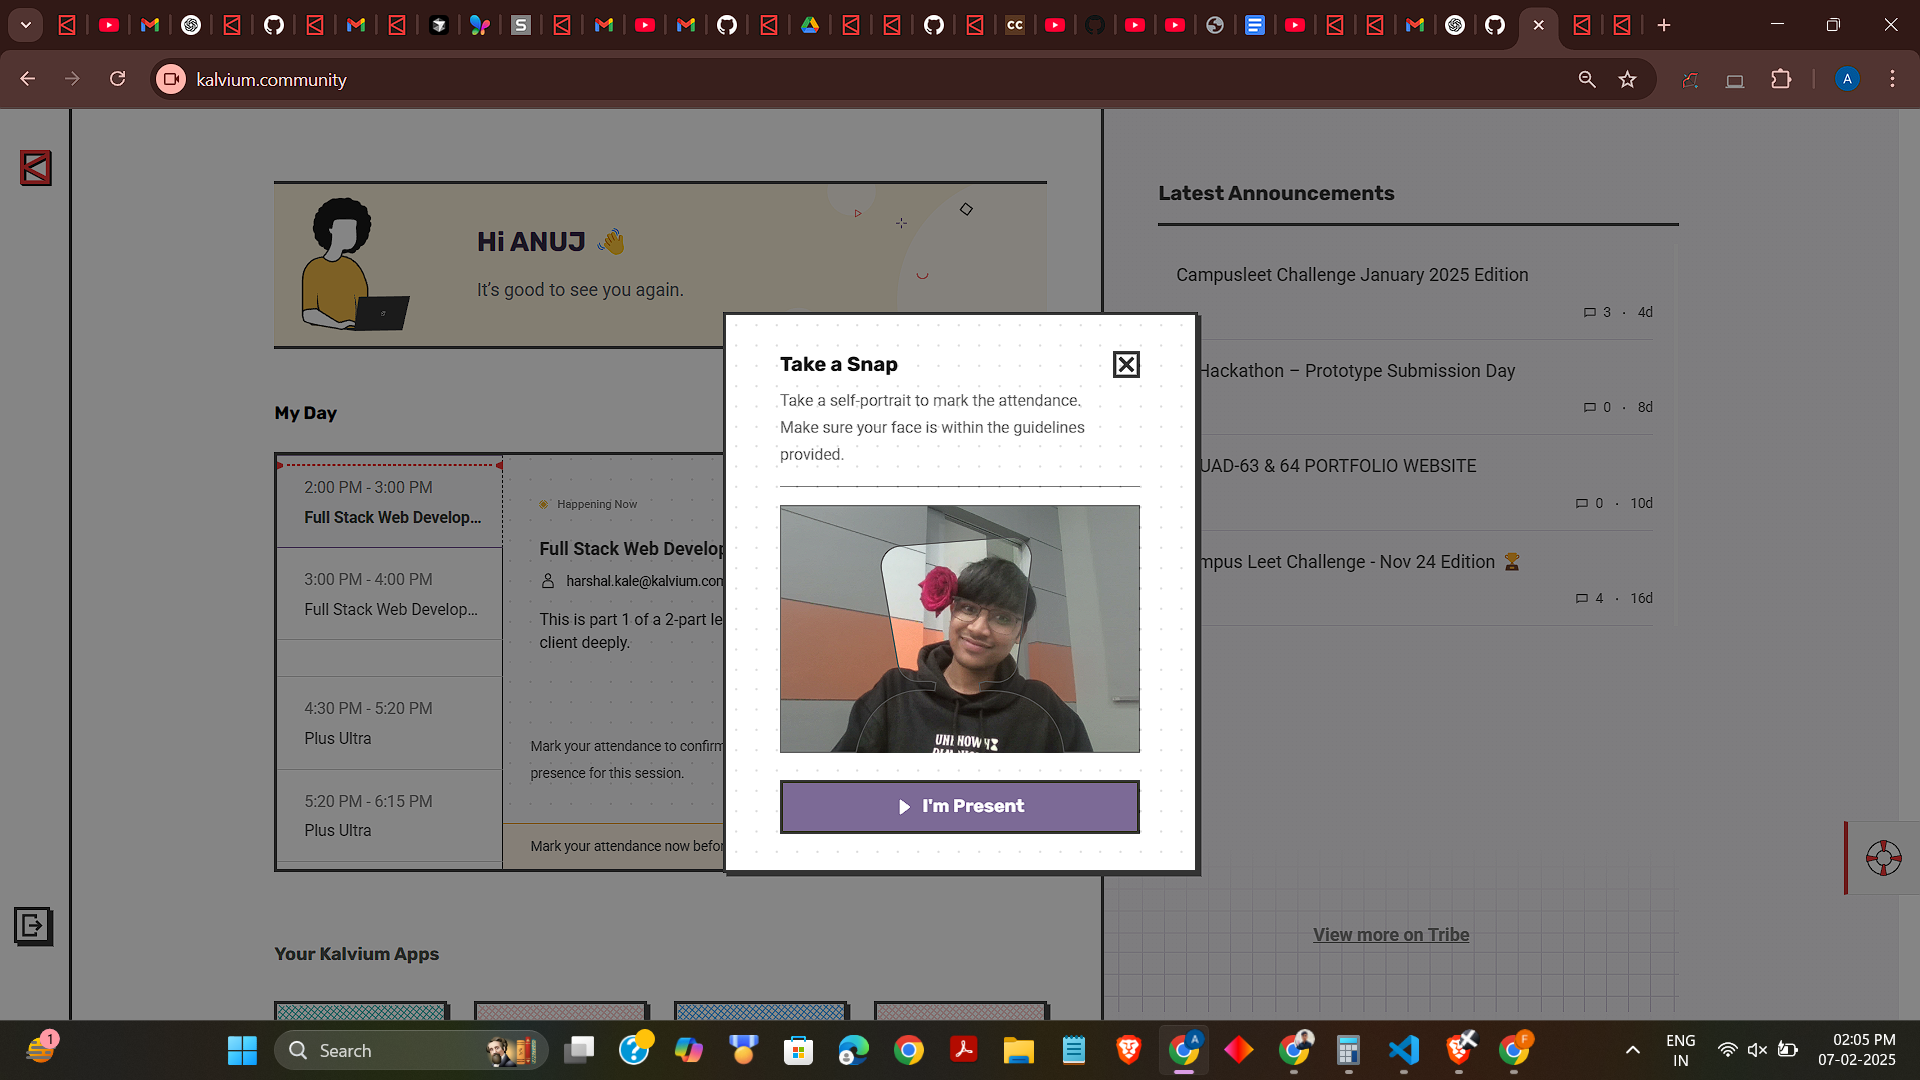 kalvium.community
A
Hi ANUJ 👋
It's good to see you again.
My Day
2:00 PM - 3:00 PM
Full Stack Web Develop...
3:00 PM - 4:00 PM
Full Stack Web Develop...
4:30 PM - 5:20 PM
Plus Ultra
5:20 PM - 6:15 PM
Plus Ultra
Happening Now
Full Stack Web Develop
harshal.kale@kalvium.com
This is part 1 of a 2-part le
client deeply.
Mark your attendance to confirm
presence for this session.
Mark your attendance now befor
Take a Snap
Take a self-portrait to mark the attendance.
Make sure your face is within the guidelines
provided.
I'm Present
Latest Announcements
Campusleet Challenge January 2025 Edition
3 · 4d
Hackathon – Prototype Submission Day
0 · 8d
UAD-63 & 64 PORTFOLIO WEBSITE
0 · 10d
mpus Leet Challenge - Nov 24 Edition 🏆
4 · 16d
View more on Tribe
Your Kalvium Apps
1
Search
ENG
IN
02:05 PM
07-02-2025